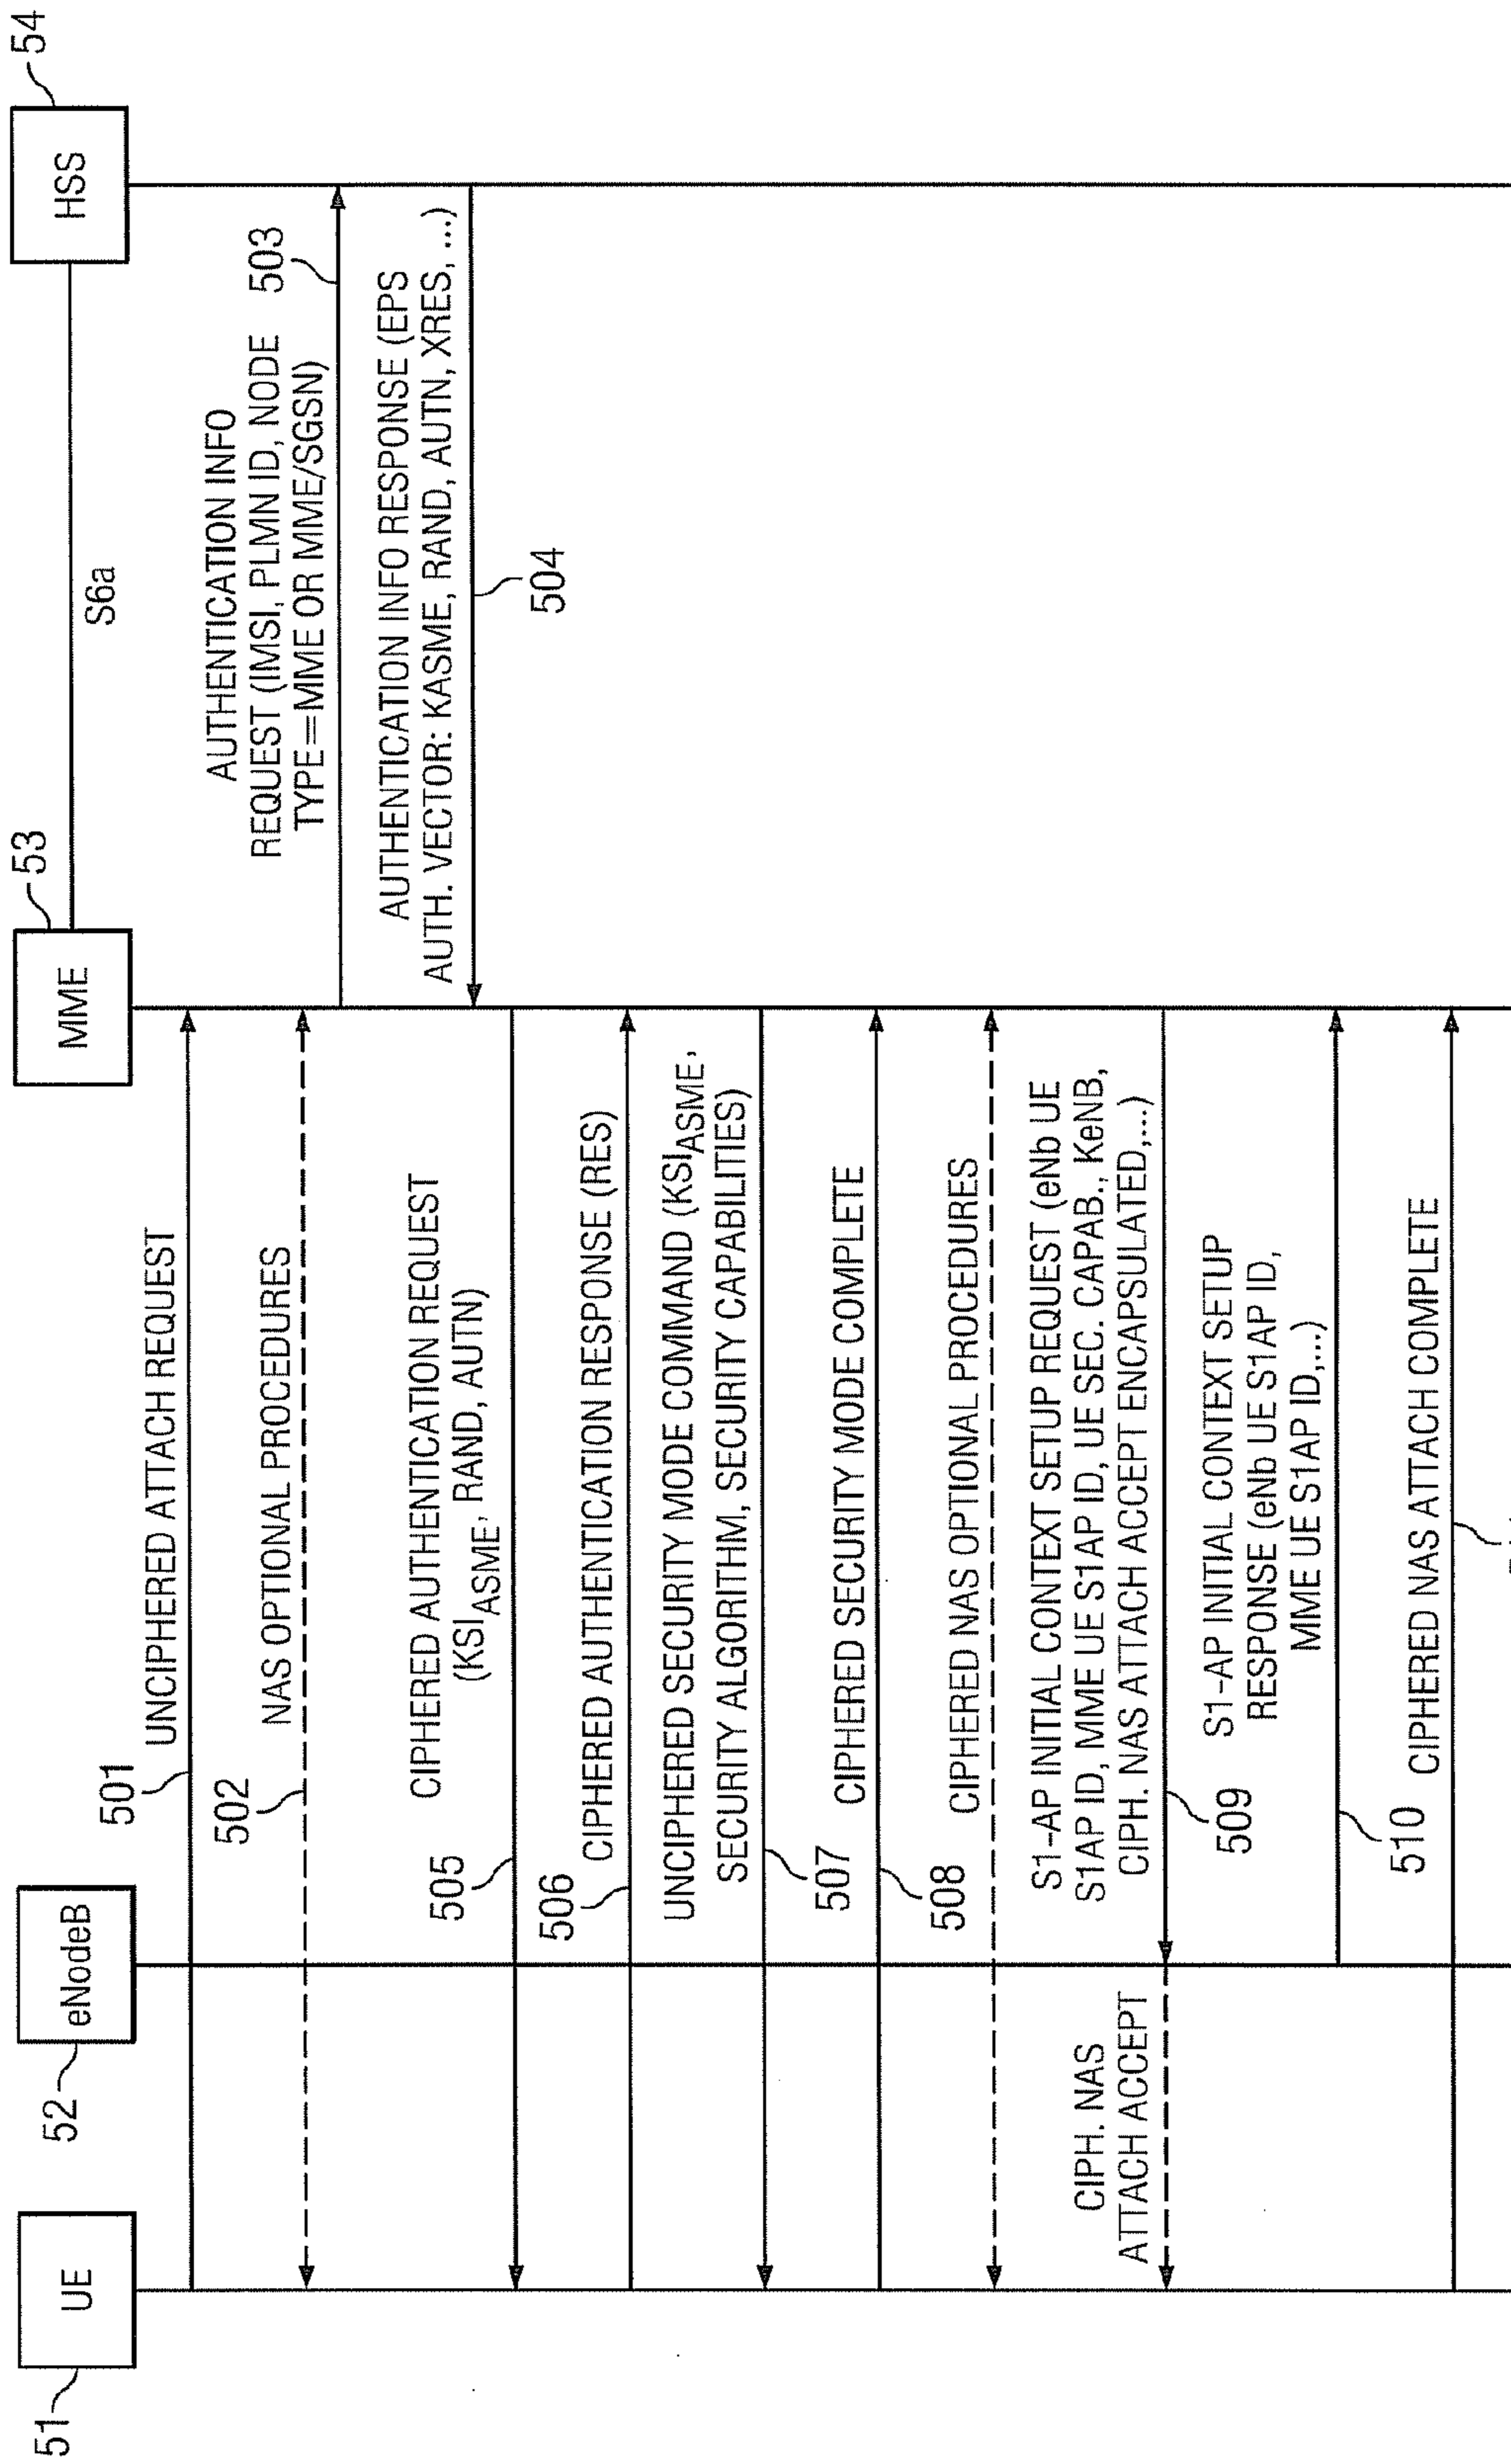 51
UE
52
eNodeB
53
MME
S6a
54
HSS
501
UNCIPHERED ATTACH REQUEST
502
NAS OPTIONAL PROCEDURES
AUTHENTICATION INFO
REQUEST (IMSI, PLMN ID, NODE
TYPE=MME OR MME/SGSN)
503
AUTHENTICATION INFO RESPONSE (EPS
AUTH. VECTOR: KASME, RAND, AUTN, XRES, ...)
504
CIPHERED AUTHENTICATION REQUEST
(KSIASME, RAND, AUTN)
505
CIPHERED AUTHENTICATION RESPONSE (RES)
506
UNCIPHERED SECURITY MODE COMMAND (KSIASME,
SECURITY ALGORITHM, SECURITY CAPABILITIES)
507
CIPHERED SECURITY MODE COMPLETE
508
CIPHERED NAS OPTIONAL PROCEDURES
S1-AP INITIAL CONTEXT SETUP REQUEST (eNb UE
S1AP ID, MME UE S1AP ID, UE SEC. CAPAB., KeNB,
CIPH. NAS ATTACH ACCEPT ENCAPSULATED,...)
CIPH. NAS
ATTACH ACCEPT
509
S1-AP INITIAL CONTEXT SETUP
RESPONSE (eNb UE S1AP ID,
MME UE S1AP ID,...)
510
CIPHERED NAS ATTACH COMPLETE